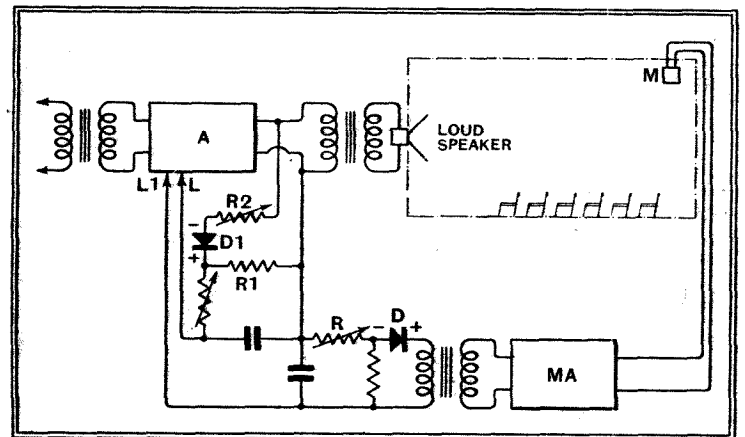 M
LOUD
SPEAKER
A
L1 L
R2
-
D1
+
R1
R
- D +
MA